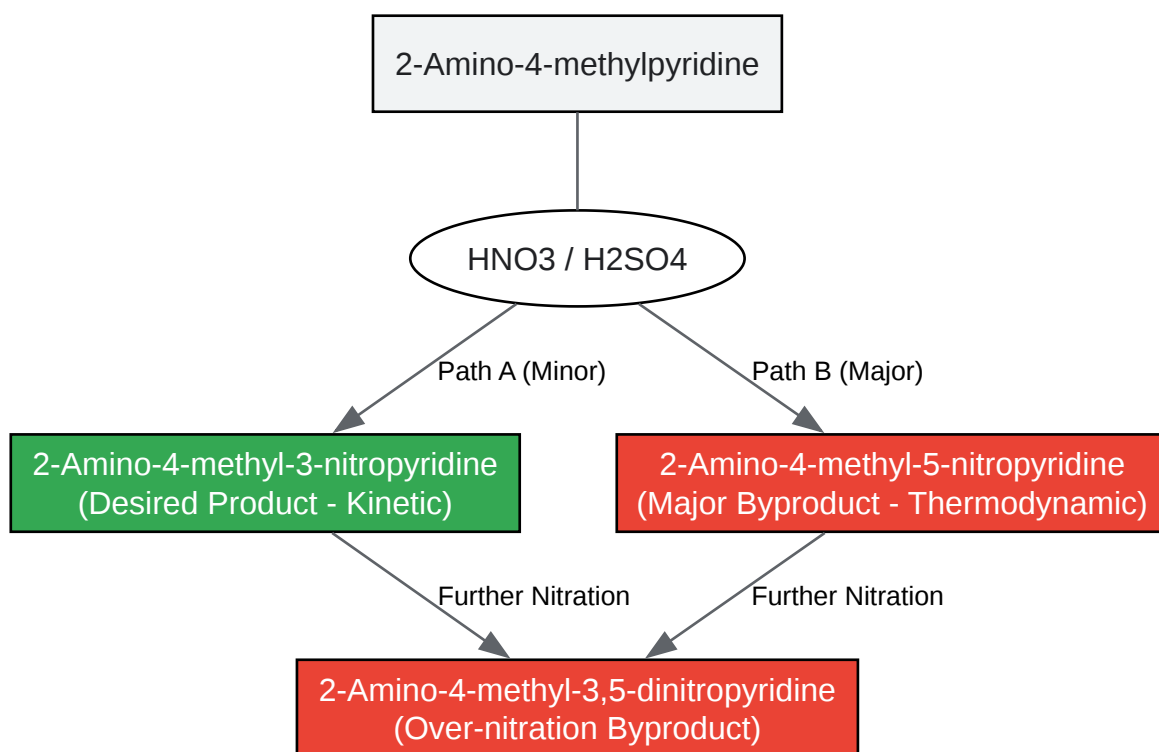 2-Amino-4-methylpyridine
HNO3 / H2SO4
Path A (Minor)
Path B (Major)
2-Amino-4-methyl-3-nitropyridine
(Desired Product - Kinetic)
2-Amino-4-methyl-5-nitropyridine
(Major Byproduct - Thermodynamic)
Further Nitration
Further Nitration
2-Amino-4-methyl-3,5-dinitropyridine
(Over-nitration Byproduct)